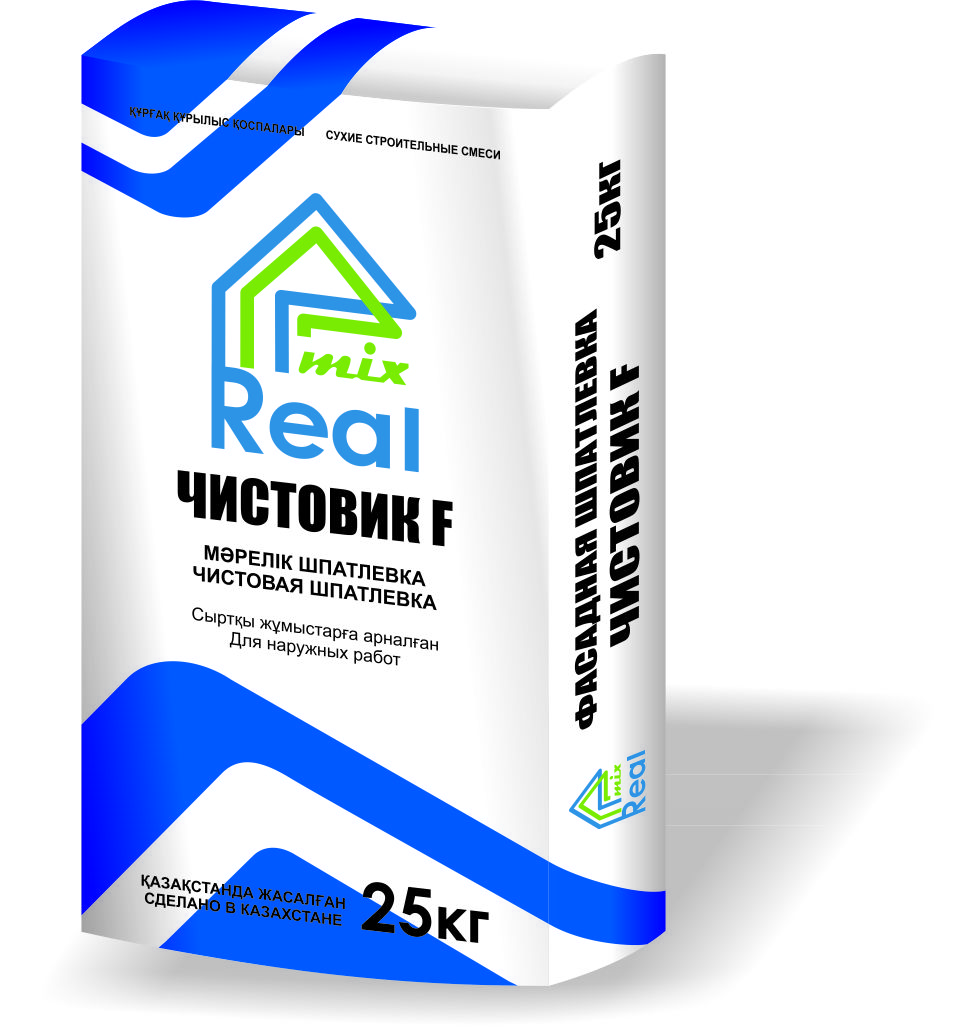 ҚҰРҒАҚ ҚҰРЫЛЫС ҚОСПАЛАРЫ
СУХИЕ СТРОИТЕЛЬНЫЕ СМЕСИ
mix
Real
ЧИСТОВИК F
МӘРЕЛІК ШПАТЛЕВКА
ЧИСТОВАЯ ШПАТЛЕВКА
Сыртқы жұмыстарға арналған
Для наружных работ
ҚАЗАҚСТАНДА ЖАСАЛҒАН
СДЕЛАНО В КАЗАХСТАНЕ
25кг
25кг
ФАСАДНАЯ ШПАТЛЕВКА
ЧИСТОВИК F
mix
Real